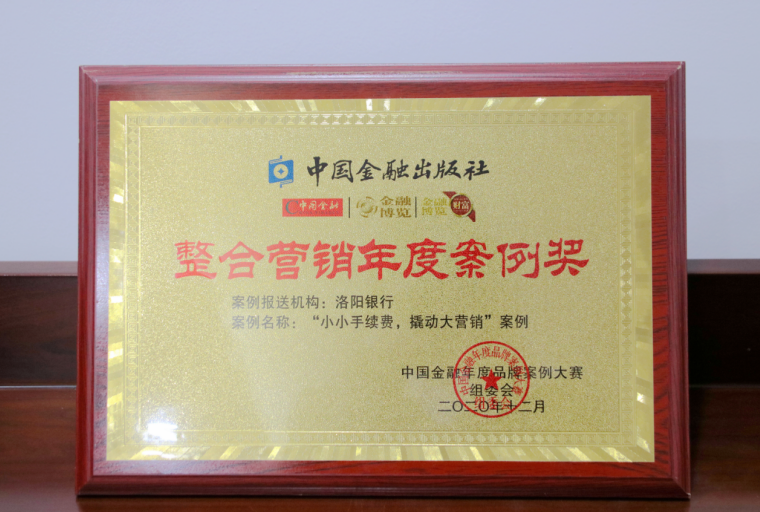 中国金融出版社
中国金融 金融博览 金融博览 财富
整合营销年度案例奖
案例报送机构：洛阳银行
案例名称：“小小手续费，撬动大营销”案例
中国金融年度品牌案例大赛
组委会
二〇二〇年十二月